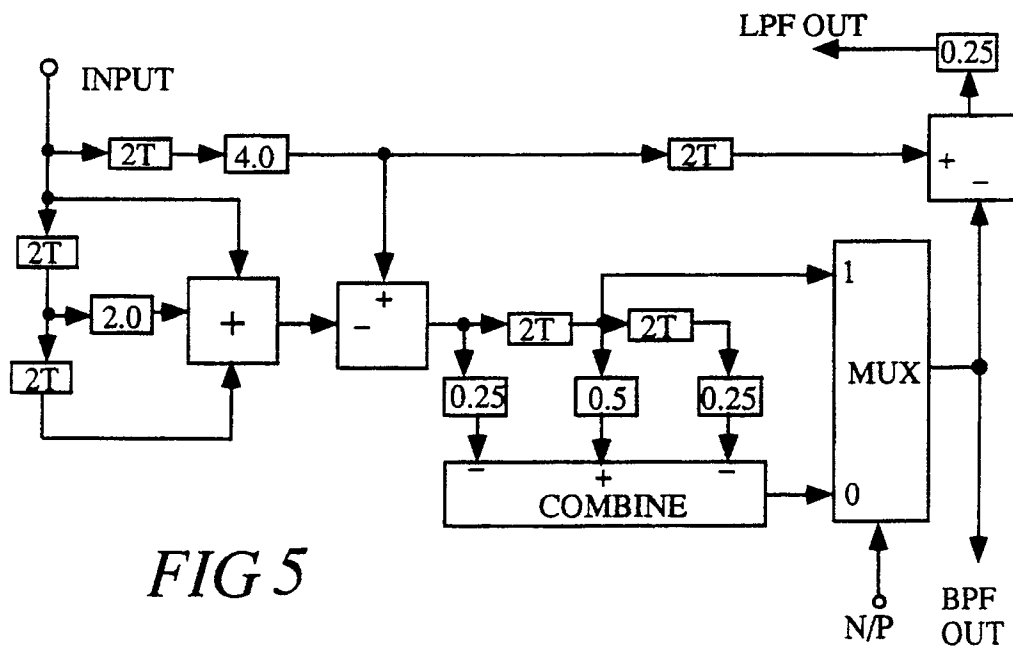 LPF OUT
0.25
INPUT
2T
4.0
2T
+
-
2T
1
2.0
+
+
-
2T
2T
MUX
2T
0.25
0.5
0.25
-
+
-
COMBINE
0
FIG 5
N/P
BPF
OUT